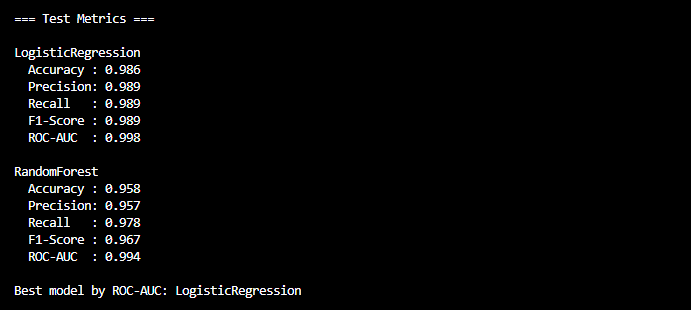 === Test Metrics ===
LogisticRegression
Accuracy : 0.986
Precision: 0.989
Recall   : 0.989
F1-Score : 0.989
ROC-AUC  : 0.998
RandomForest
Accuracy : 0.958
Precision: 0.957
Recall   : 0.978
F1-Score : 0.967
ROC-AUC  : 0.994
Best model by ROC-AUC: LogisticRegression